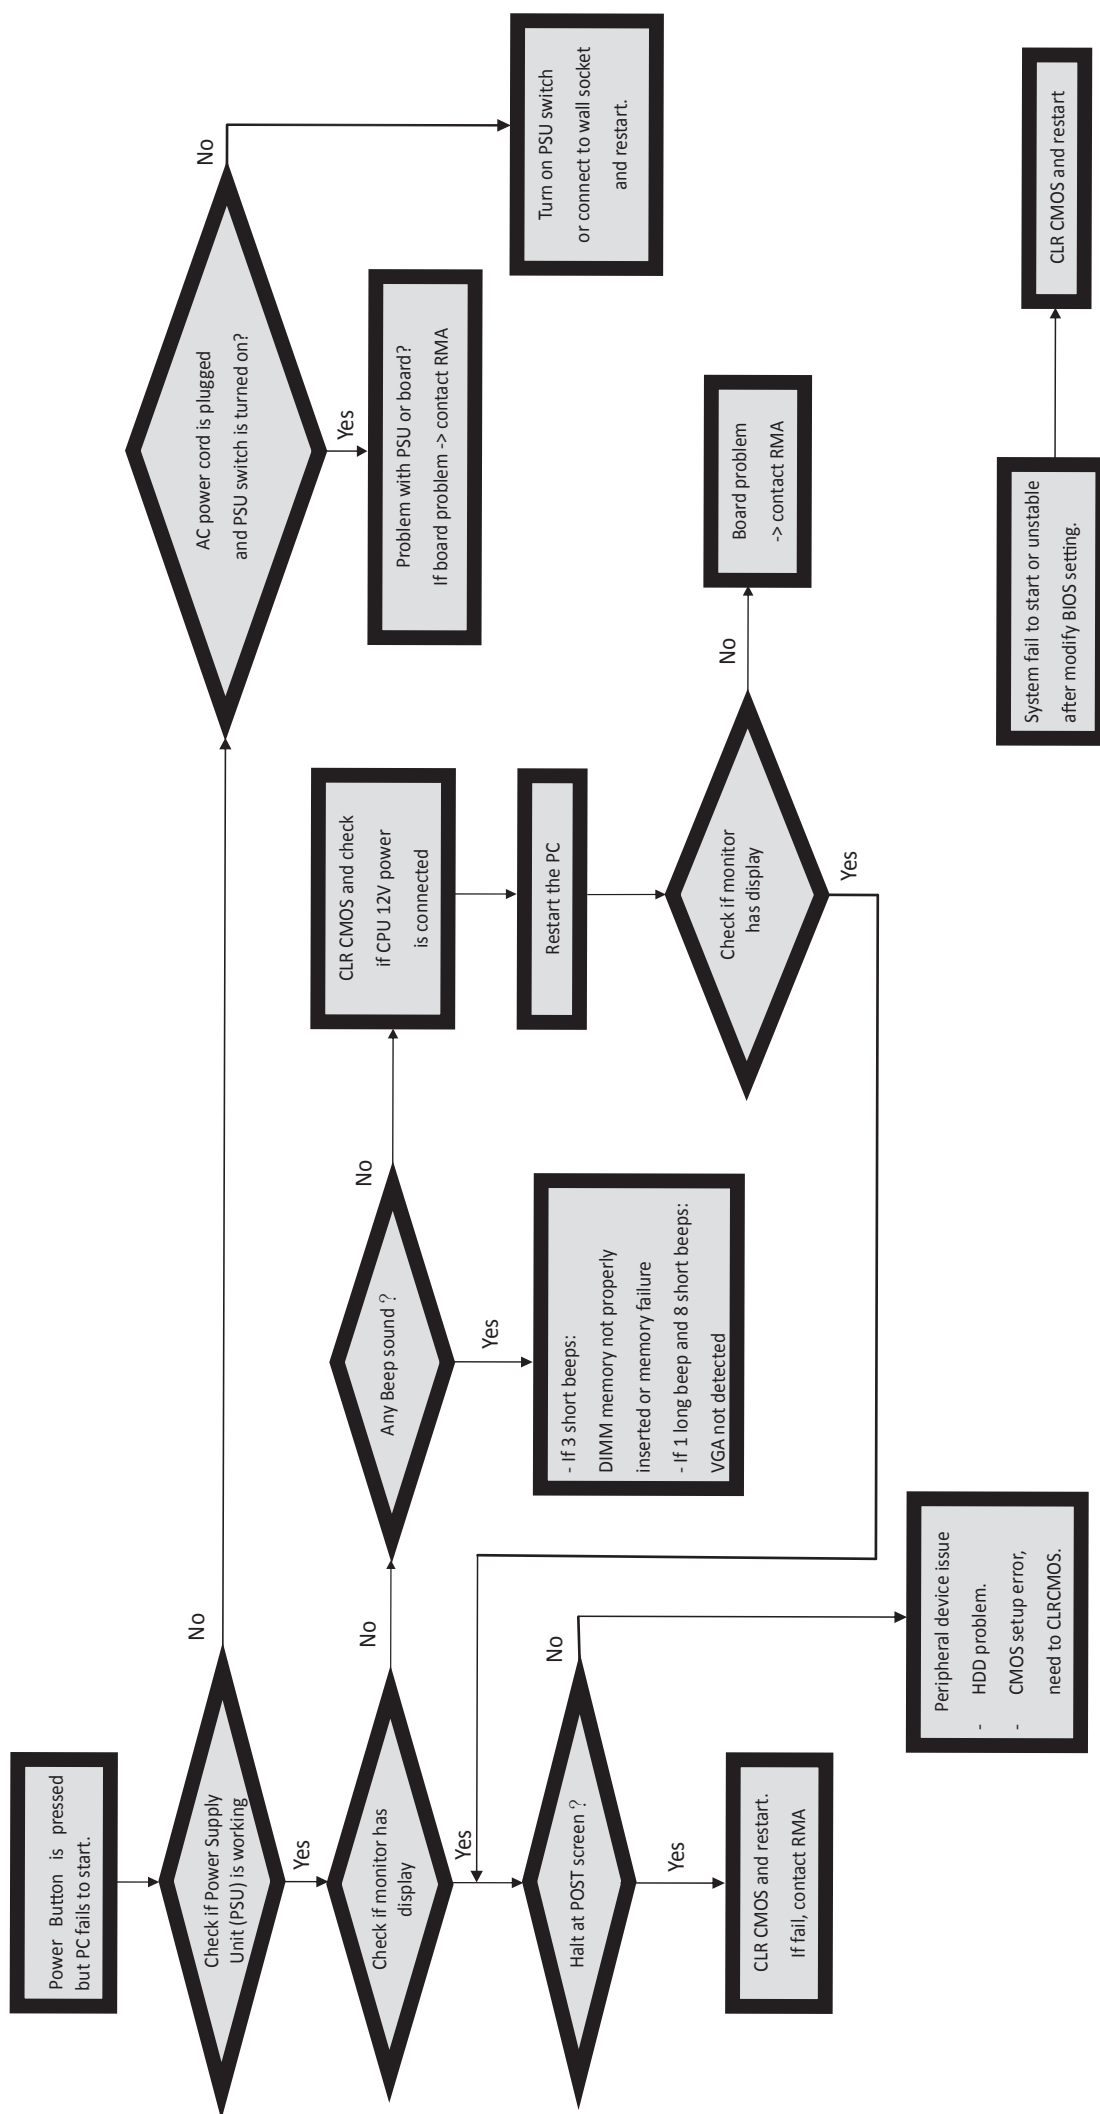 Power Button is pressed
but PC fails to start.
Check if Power Supply
Unit (PSU) is working
No
AC power cord is plugged
and PSU switch is turned on?
No
Turn on PSU switch
or connect to wall socket
and restart.
Yes
Problem with PSU or board?
If board problem -> contact RMA
Yes
Check if monitor has
display
No
Any Beep sound?
No
CLR CMOS and check
if CPU 12V power
is connected
Restart the PC
Check if monitor
has display
No
Board problem
-> contact RMA
Yes
Yes
- If 3 short beeps:
DIMM memory not properly
inserted or memory failure
- If 1 long beep and 8 short beeps:
VGA not detected
Yes
Halt at POST screen?
No
Peripheral device issue
- HDD problem.
- CMOS setup error,
need to CLRCMOS.
Yes
CLR CMOS and restart.
If fail, contact RMA
System fail to start or unstable
after modify BIOS setting.
CLR CMOS and restart